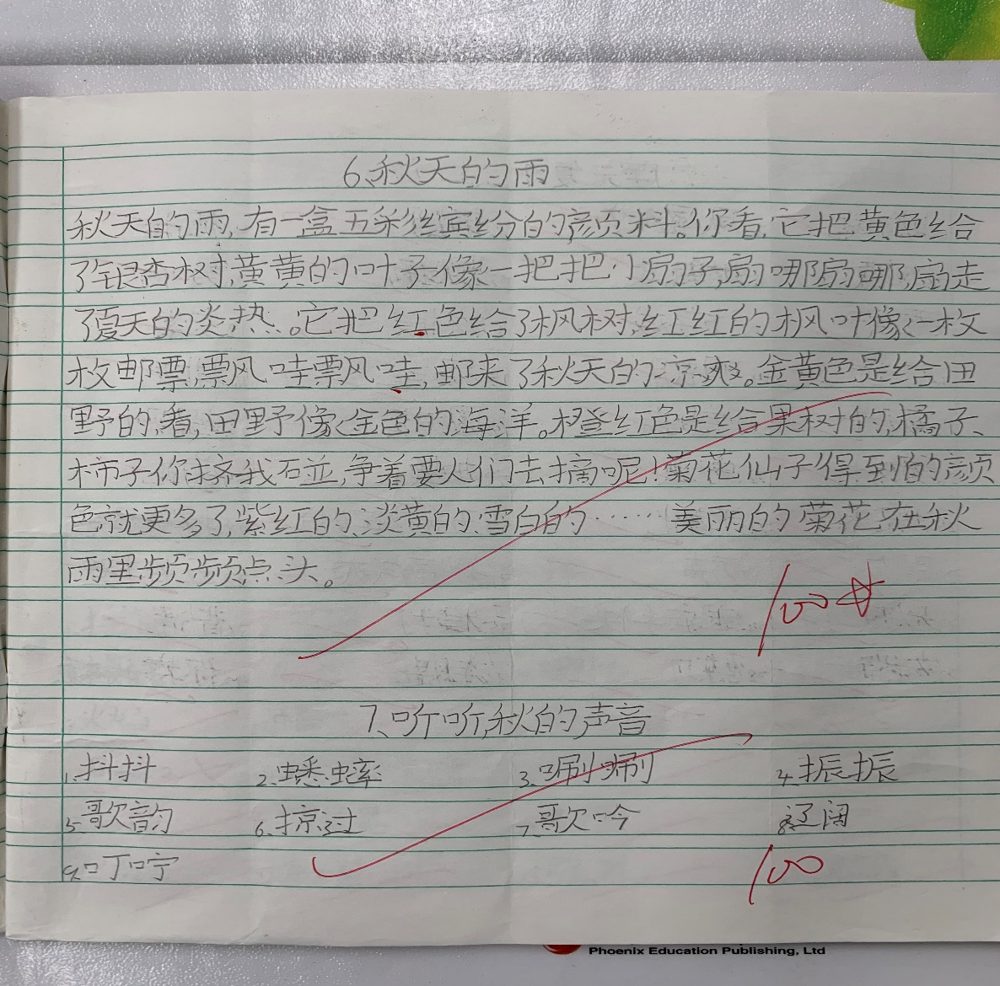 6、秋天的雨
秋天的雨,有一盒五彩缤纷的颜料。你看,它把黄色给
了银杏树,黄黄的叶子像一把把小扇子,扇哪扇哪,扇走
了夏天的炎热。它把红色给了枫树,红红的枫叶像一枚
枚邮票,飘哇飘哇,邮来了秋天的凉爽。金黄色是给田
野的,看,田野像金色的海洋。橙红色是给果树的,橘子、
柿子你挤我碰,争着要人们去摘呢!菊花仙子得到的颜
色就更多了,紫红的、淡黄的、雪白的……美丽的菊花在秋
雨里频频点头。
100☆
7、听听,秋的声音
1、抖抖 2、蟋蟀 3、唰唰 4、振振
5、歌韵 6、掠过 7、歌吟 8、辽阔
9、叮咛
100
Phoenix Education Publishing, Ltd